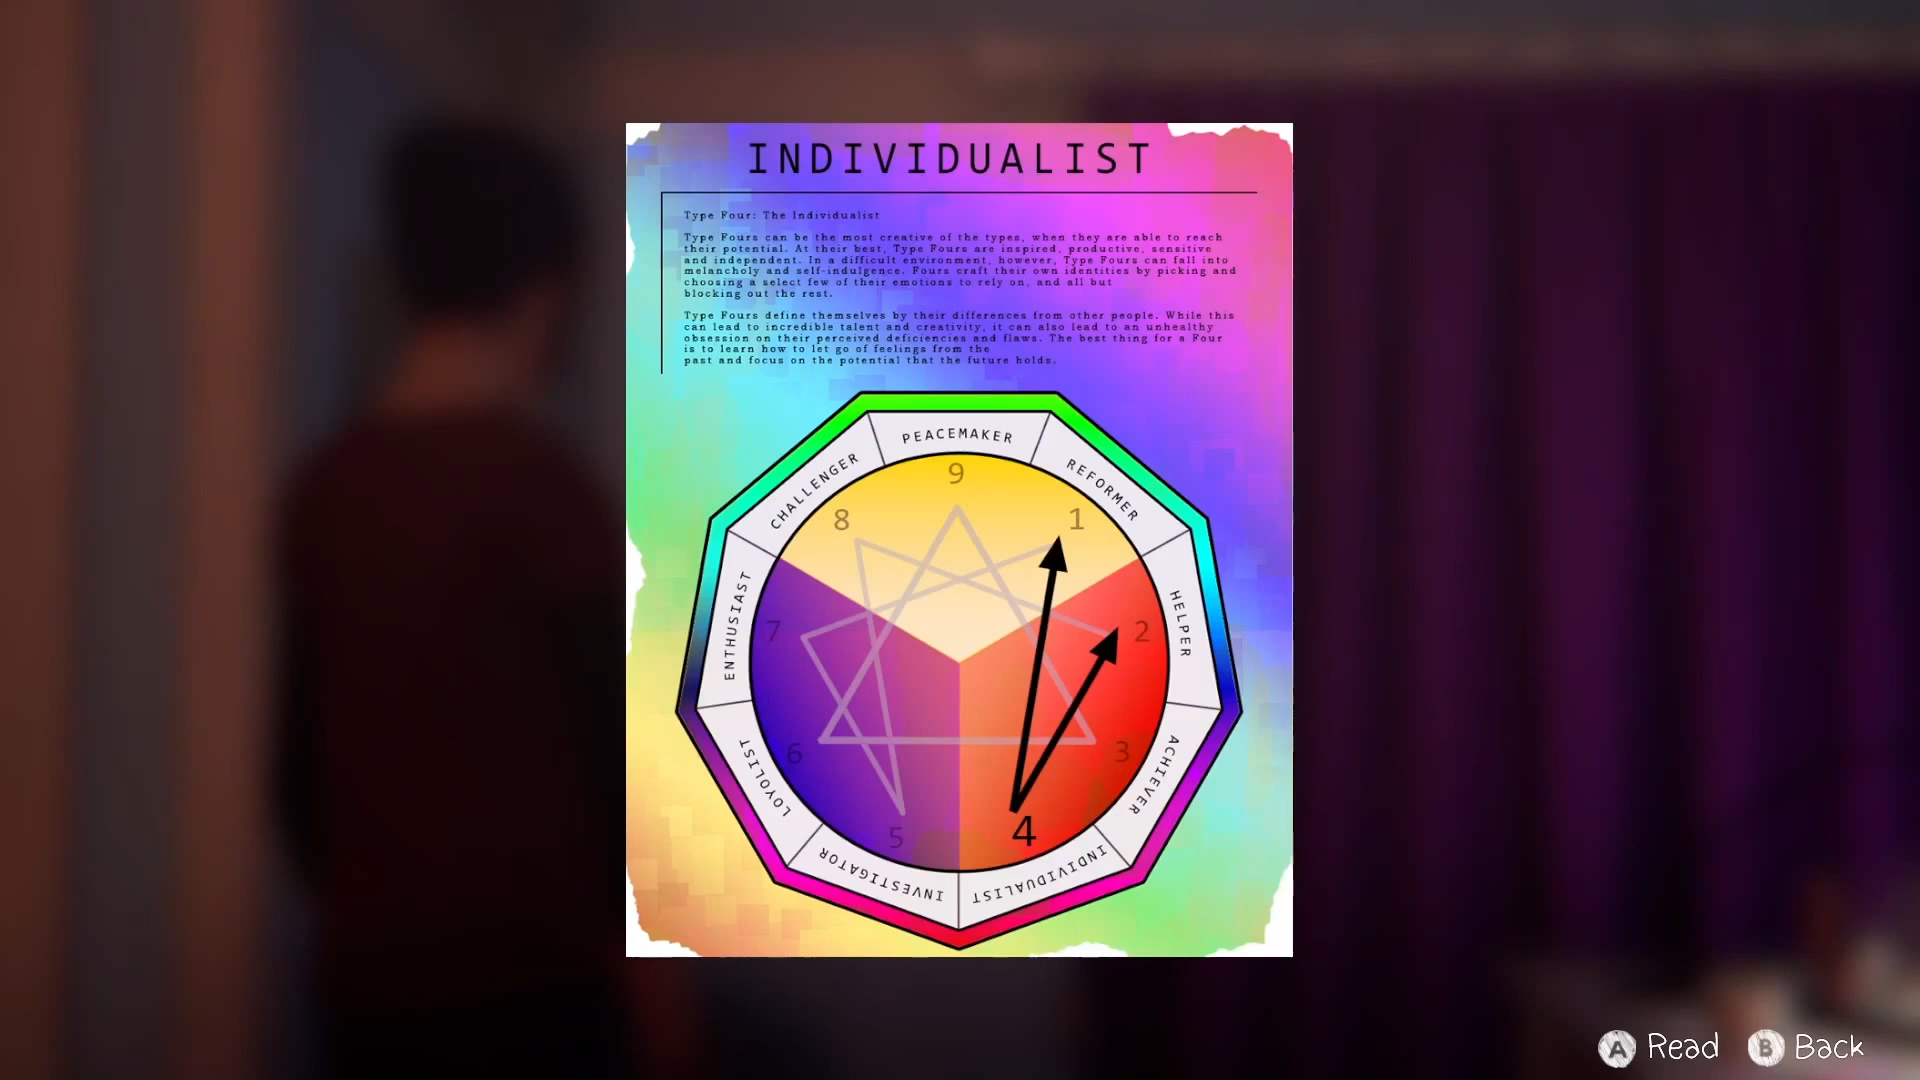 INDIVIDUALIST
Type Four: The Individualist
Type Fours can be the most creative of the types, when they are able to reach
their potential. At their best, Type Fours are inspired, productive, sensitive
and independent. In a difficult environment, however, Type Fours can fall into
melancholy and self-indulgence. Fours craft their own identities by picking and
choosing a select few of their emotions to rely on, and all but
blocking out the rest.
Type Fours define themselves by their differences from other people. While this
can lead to incredible talent and creativity, it can also lead to an unhealthy
obsession on their perceived deficiencies and flaws. The best thing for a Four
is to learn how to let go of feelings from the
past and focus on the potential that the future holds.
PEACEMAKER
9
REFORMER
1
HELPER
2
ACHIEVER
3
INDIVIDUALIST
4
INVESTIGATOR
5
LOYOLIST
6
ENTHUSIAST
7
CHALLENGER
8
A Read
B Back